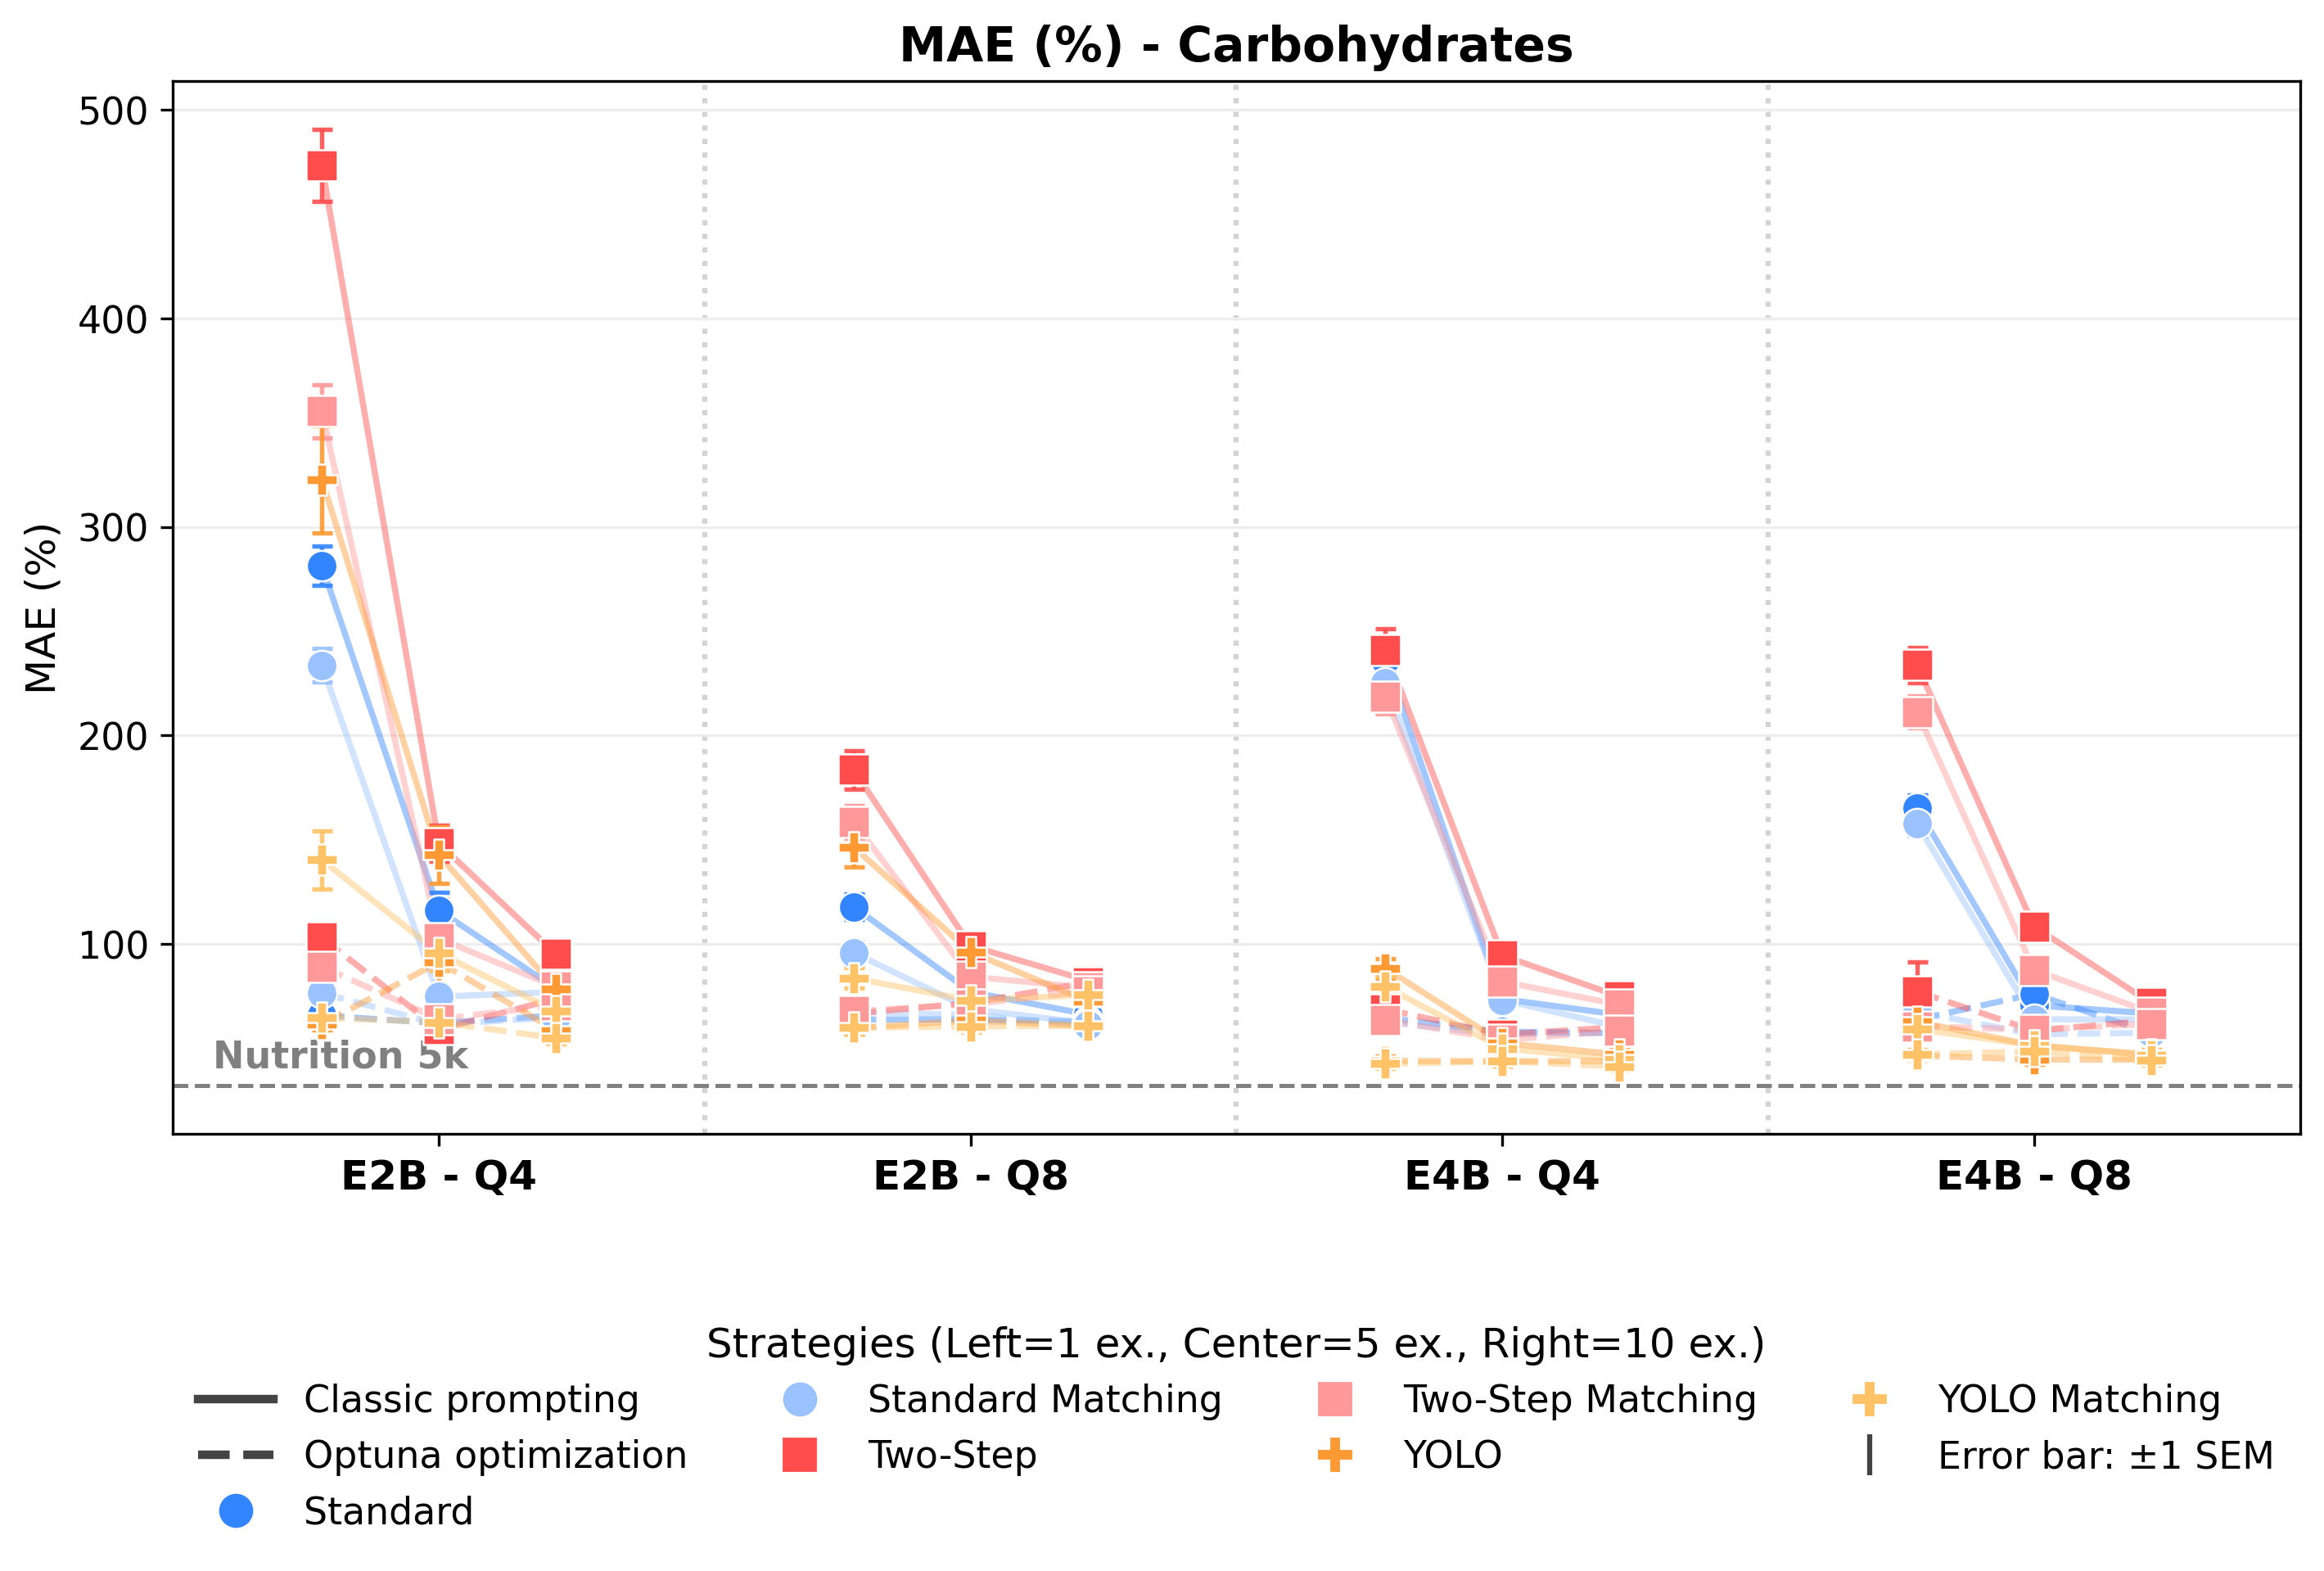 MAE (%) - Carbohydrates
MAE (%)
500
400
300
200
100
Nutrition 5k
E2B - Q4
E2B - Q8
E4B - Q4
E4B - Q8
Strategies (Left=1 ex., Center=5 ex., Right=10 ex.)
Classic prompting
Optuna optimization
Standard
Standard Matching
Two-Step
Two-Step Matching
YOLO
YOLO Matching
Error bar: ±1 SEM